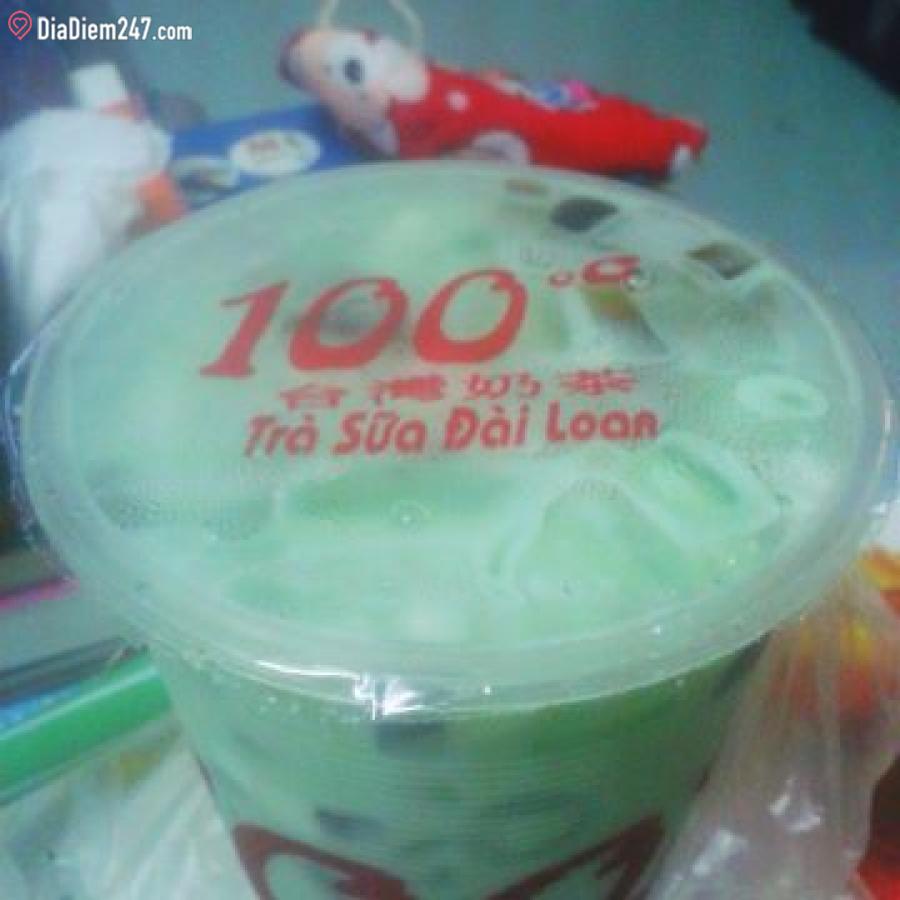 DiaDiem247.com
100°C
台灣奶茶
Trà Sữa Đài Loan